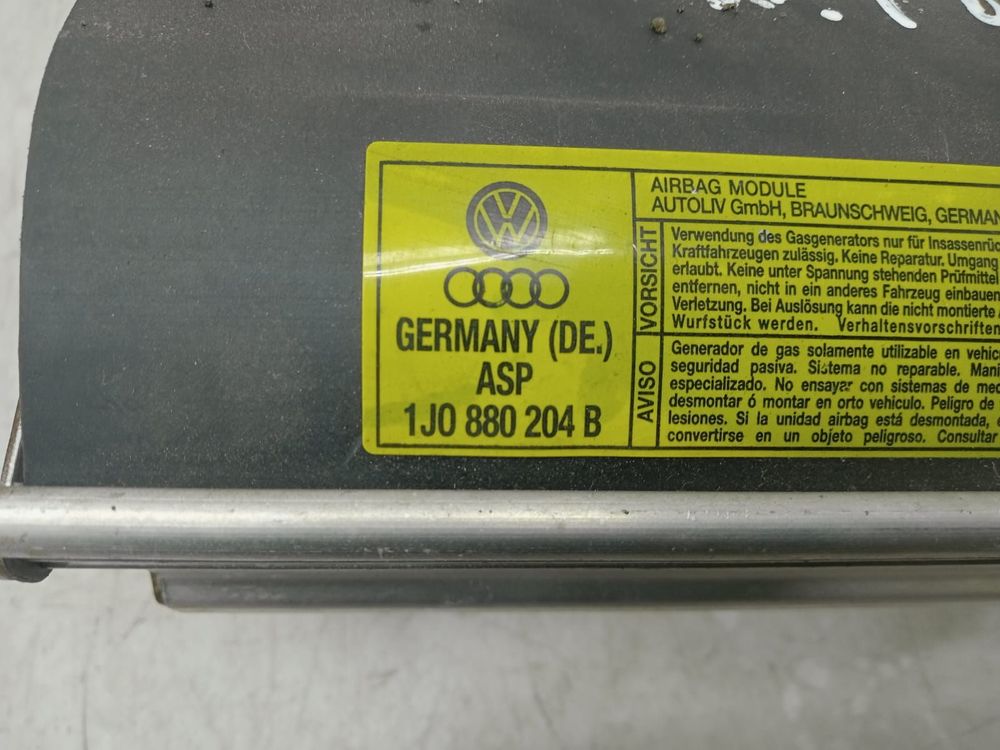 VW
GERMANY (DE.)
ASP
1J0 880 204 B
AIRBAG MODULE
AUTOLIV GmbH, BRAUNSCHWEIG, GERMAN
VORSICHT
Verwendung des Gasgenerators nur für Insassenrüc
Kraftfahrzeugen zulässig. Keine Reparatur. Umgang
erlaubt. Keine unter Spannung stehenden Prüfmittel
entfernen, nicht in ein anderes Fahrzeug einbauen
Verletzung. Bei Auslösung kann die nicht montierte A
Wurfstück werden. Verhaltensvorschriften
AVISO
Generador de gas solamente utilizable en vehic
seguridad pasiva. Sistema no reparable. Mani
especializado. No ensayar con sistemas de med
desmontar ó montar en orto vehiculo. Peligro de
lesiones. Si la unidad airbag está desmontada, e
convertirse en un objeto peligroso. Consultar